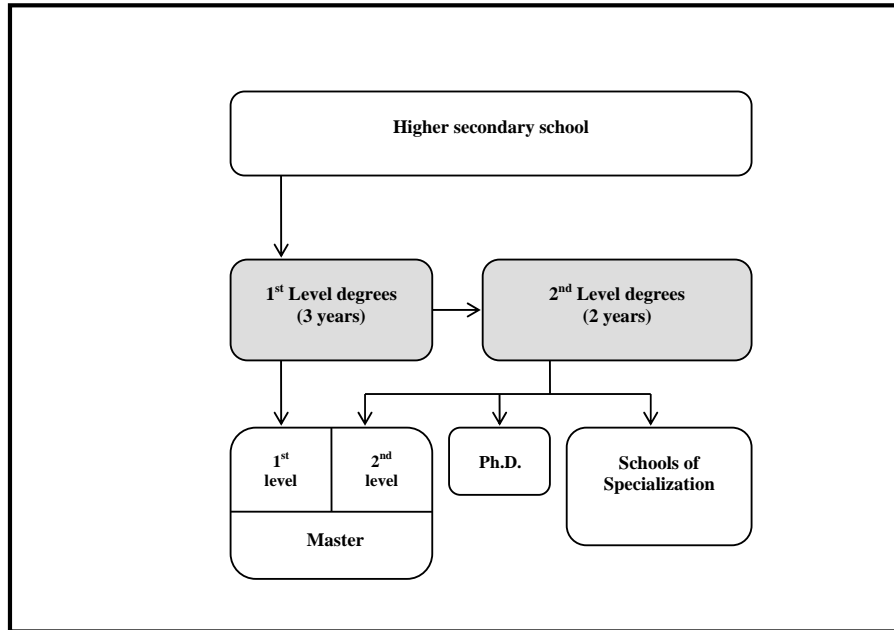 Higher secondary school
1st Level degrees
(3 years)
2nd Level degrees
(2 years)
1st
level
2nd
level
Master
Ph.D.
Schools of
Specialization